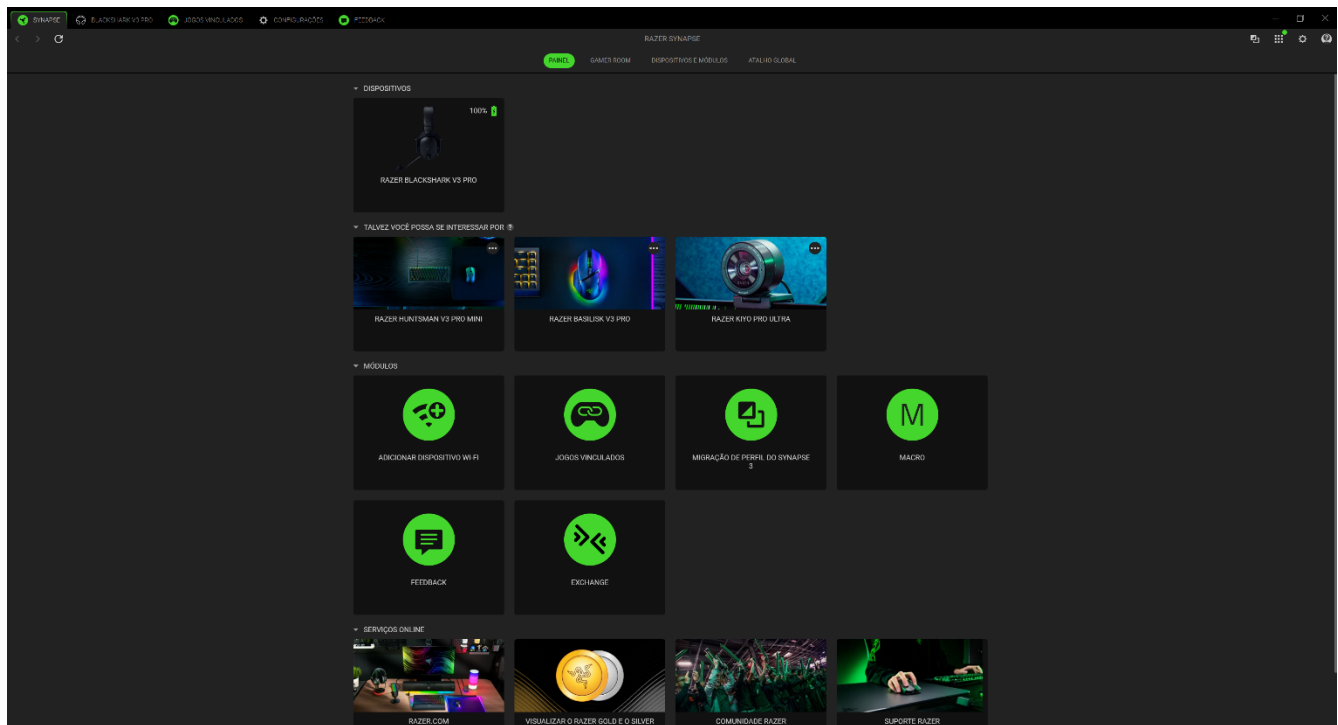 SYNAPSE
BLACKSHARK V3 PRO
JOGOS VINCULADOS
CONFIGURAÇÕES
FEEDBACK
RAZER SYNAPSE
PAINEL
GAMER ROOM
DISPOSITIVOS E MÓDULOS
ATALHO GLOBAL
DISPOSITIVOS
100%
RAZER BLACKSHARK V3 PRO
TALVEZ VOCÊ POSSA SE INTERESSAR POR
RAZER HUNTSMAN V3 PRO MINI
RAZER BASILISK V3 PRO
RAZER KIYO PRO ULTRA
MÓDULOS
ADICIONAR DISPOSITIVO WI-FI
JOGOS VINCULADOS
MIGRAÇÃO DE PERFIL DO SYNAPSE
3
M
MACRO
FEEDBACK
EXCHANGE
SERVIÇOS ONLINE
RAZER.COM
VISUALIZAR O RAZER GOLD E O SILVER
COMUNIDADE RAZER
SUPORTE RAZER